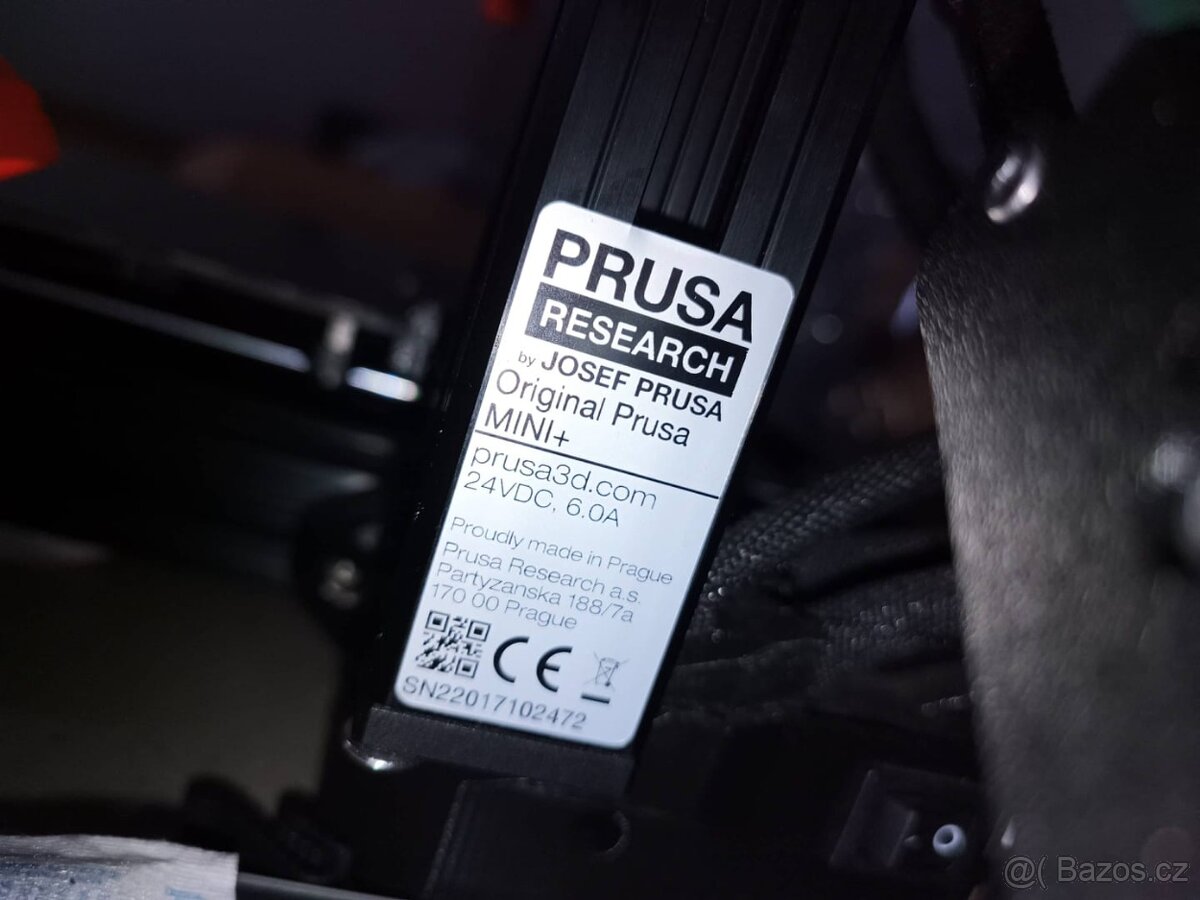 PRUSA
RESEARCH
by JOSEF PRUSA
Original Prusa
MINI+
prusa3d.com
24VDC, 6.0A
Proudly made in Prague
Prusa Research a.s.
Partyzanska 188/7a
170 00 Prague
CE
SN22017102472
@( Bazos.cz